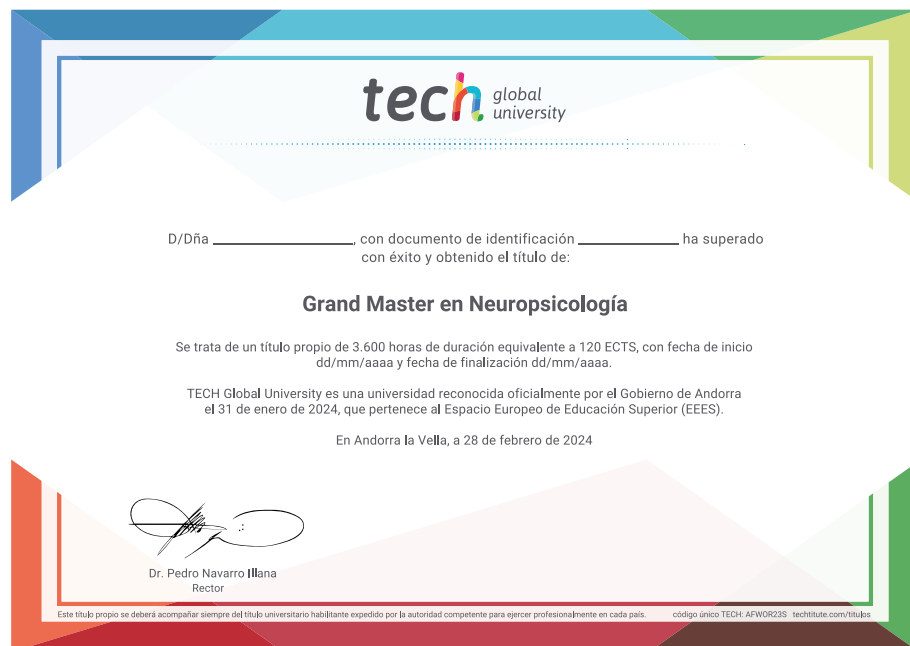 tech global university
D/Dña ____________________, con documento de identificación ______________ ha superado
con éxito y obtenido el título de:
Grand Master en Neuropsicología
Se trata de un título propio de 3.600 horas de duración equivalente a 120 ECTS, con fecha de inicio
dd/mm/aaaa y fecha de finalización dd/mm/aaaa.
TECH Global University es una universidad reconocida oficialmente por el Gobierno de Andorra
el 31 de enero de 2024, que pertenece al Espacio Europeo de Educación Superior (EEES).
En Andorra la Vella, a 28 de febrero de 2024
Dr. Pedro Navarro Illana
Rector
Este título propio se deberá acompañar siempre del título universitario habilitante expedido por la autoridad competente para ejercer profesionalmente en cada país. código único TECH: AFWOR23S techtitute.com/titulos